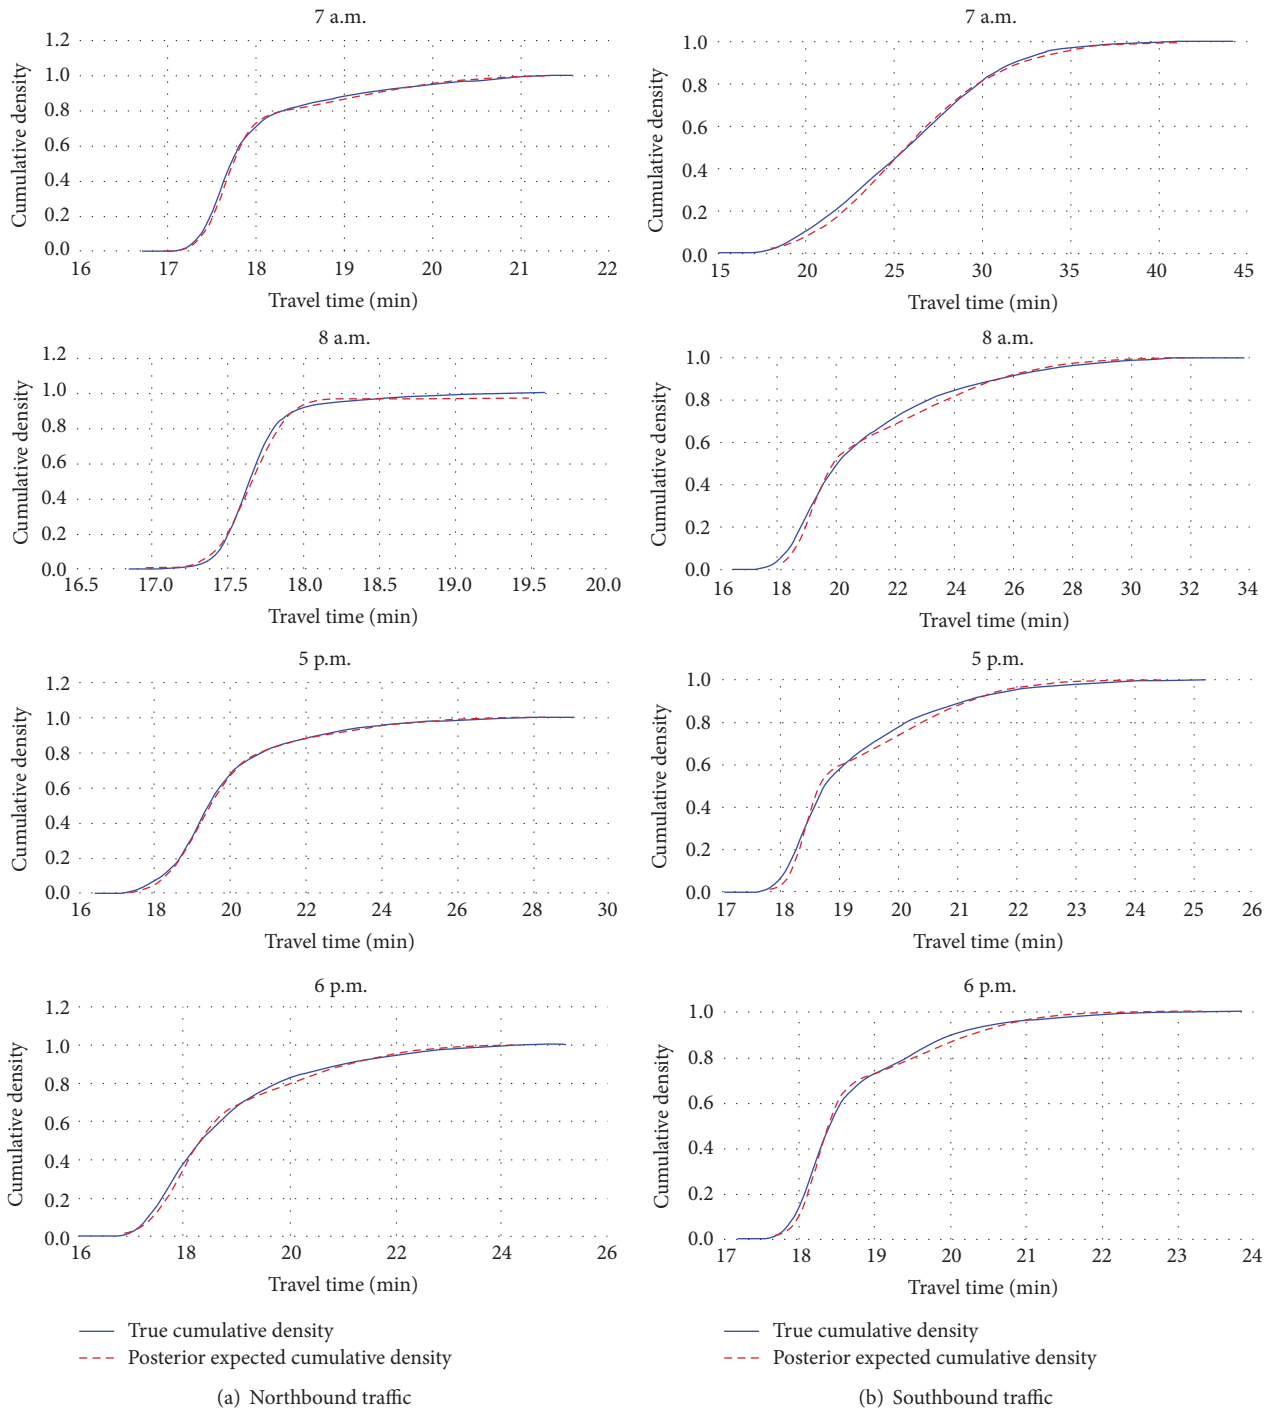 7 a.m.
Cumulative density
1.2
1.0
0.8
0.6
0.4
0.2
0.0
16 17 18 19 20 21 22
Travel time (min)
8 a.m.
Cumulative density
1.2
1.0
0.8
0.6
0.4
0.2
0.0
16.5 17.0 17.5 18.0 18.5 19.0 19.5 20.0
Travel time (min)
5 p.m.
Cumulative density
1.2
1.0
0.8
0.6
0.4
0.2
0.0
16 18 20 22 24 26 28 30
Travel time (min)
6 p.m.
Cumulative density
1.2
1.0
0.8
0.6
0.4
0.2
0.0
16 18 20 22 24 26
Travel time (min)
True cumulative density
Posterior expected cumulative density
(a) Northbound traffic
7 a.m.
Cumulative density
1.0
0.8
0.6
0.4
0.2
0.0
15 20 25 30 35 40 45
Travel time (min)
8 a.m.
Cumulative density
1.0
0.8
0.6
0.4
0.2
0.0
16 18 20 22 24 26 28 30 32 34
Travel time (min)
5 p.m.
Cumulative density
1.0
0.8
0.6
0.4
0.2
0.0
17 18 19 20 21 22 23 24 25 26
Travel time (min)
6 p.m.
Cumulative density
1.0
0.8
0.6
0.4
0.2
0.0
17 18 19 20 21 22 23 24
Travel time (min)
True cumulative density
Posterior expected cumulative density
(b) Southbound traffic